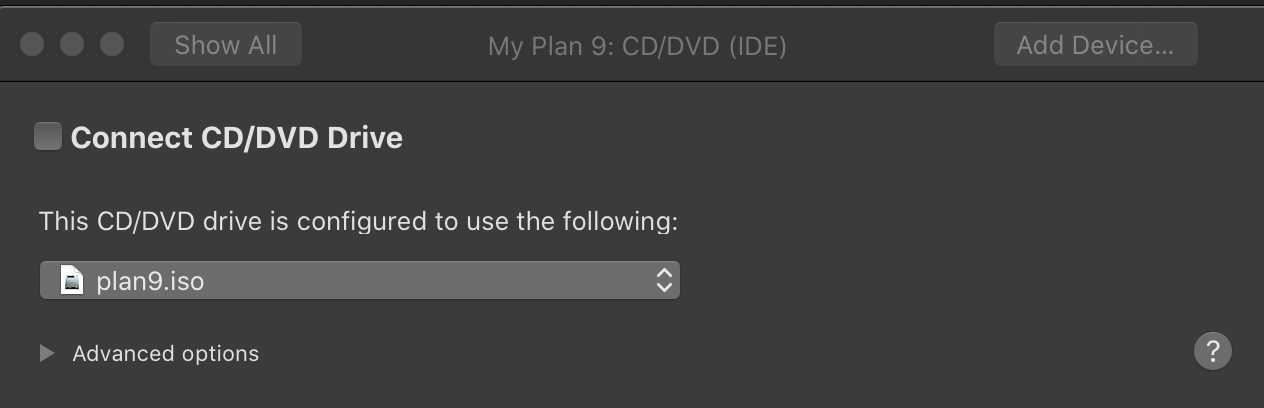 Show All
My Plan 9: CD/DVD (IDE)
Add Device...
Connect CD/DVD Drive
This CD/DVD drive is configured to use the following:
plan9.iso
Advanced options
?